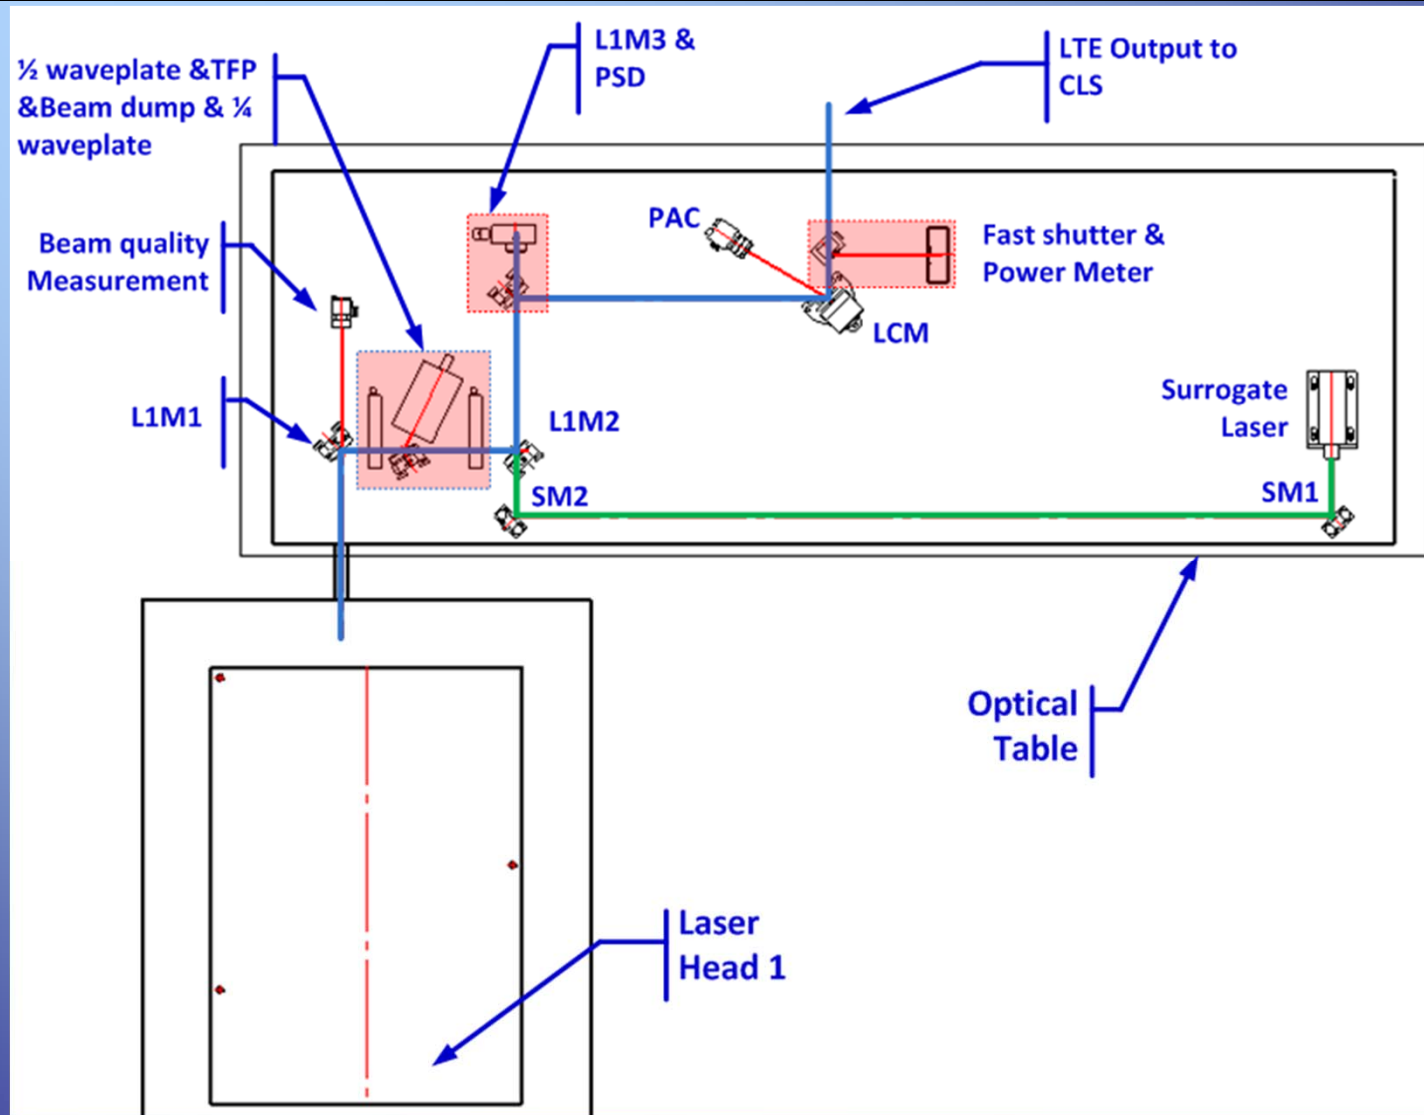 ½ waveplate &TFP
&Beam dump & ¼
waveplate
L1M3 &
PSD
LTE Output to
CLS
Beam quality
Measurement
PAC
Fast shutter &
Power Meter
LCM
L1M1
L1M2
Surrogate
Laser
SM2
SM1
Optical
Table
Laser
Head 1